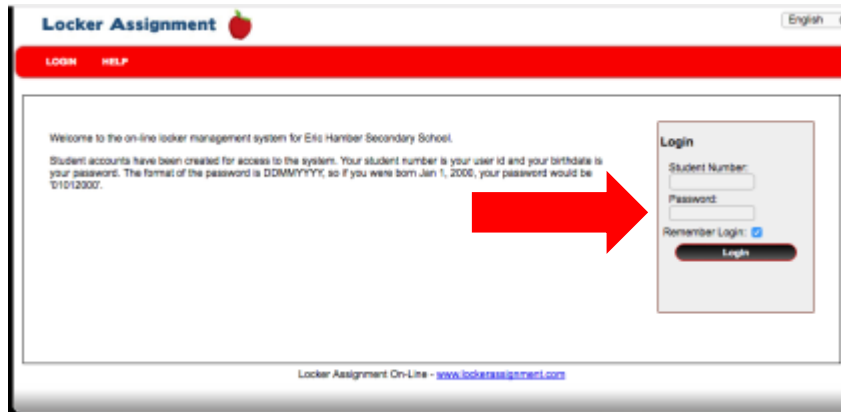 Locker Assignment
English
LOGIN HELP
Welcome to the on-line locker management system for Eric Hamber Secondary School.
Student accounts have been created for access to the system. Your student number is your user id and your birthdate is
your password. The format of the password is DDMMYYYY, so if you were born Jan 1, 2000, your password would be
'01012000'.
Login
Student Number:
Password:
Remember Login:
Login
Locker Assignment On-Line - www.lockerassignment.com